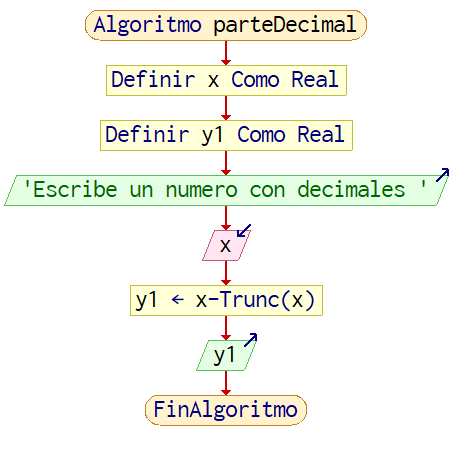 Algoritmo parteDecimal
Definir x Como Real
Definir y1 Como Real
'Escribe un numero con decimales '
x
y1 ← x-Trunc(x)
y1
FinAlgoritmo